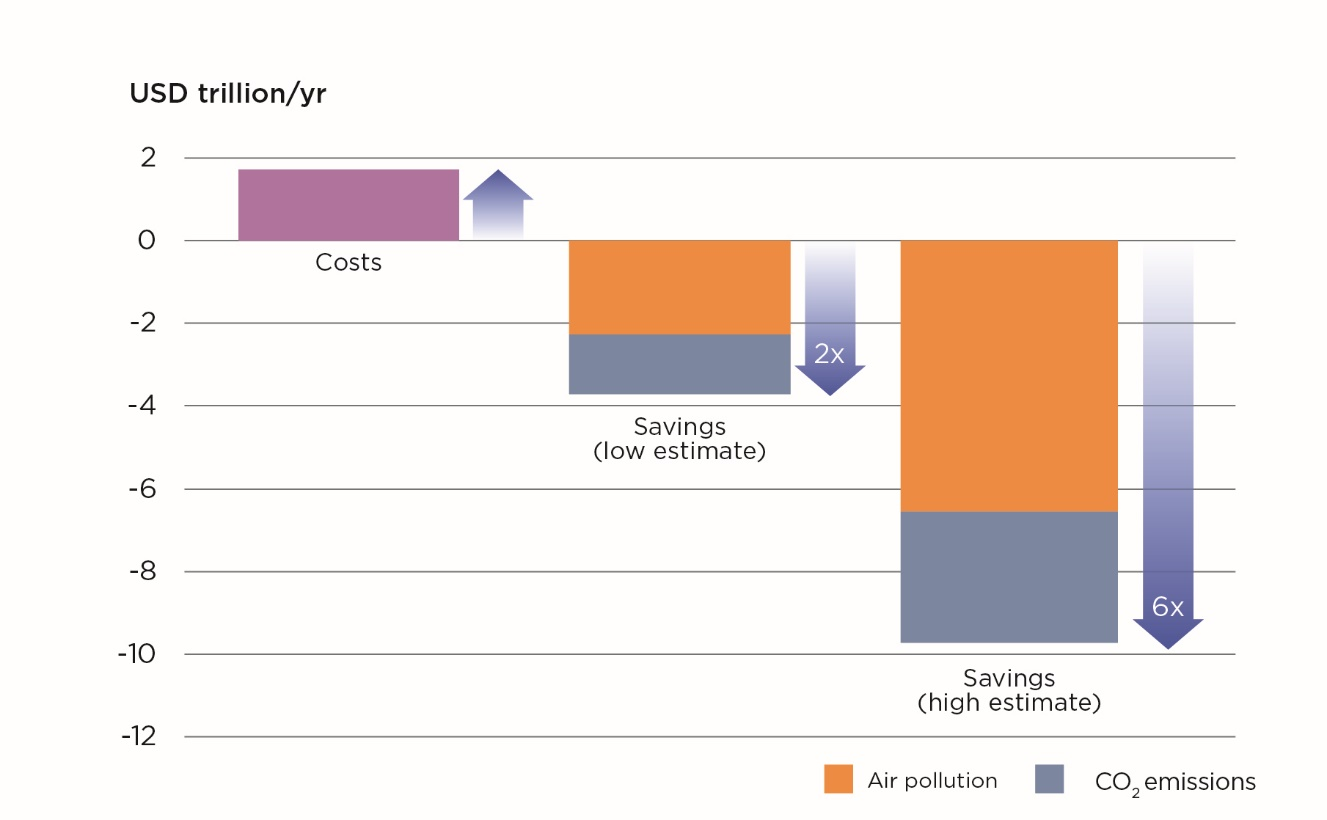 USD trillion/yr
2
0
Costs
-2
2x
-4
Savings
(low estimate)
-6
-8
6x
-10
Savings
(high estimate)
-12
Air pollution
CO2 emissions